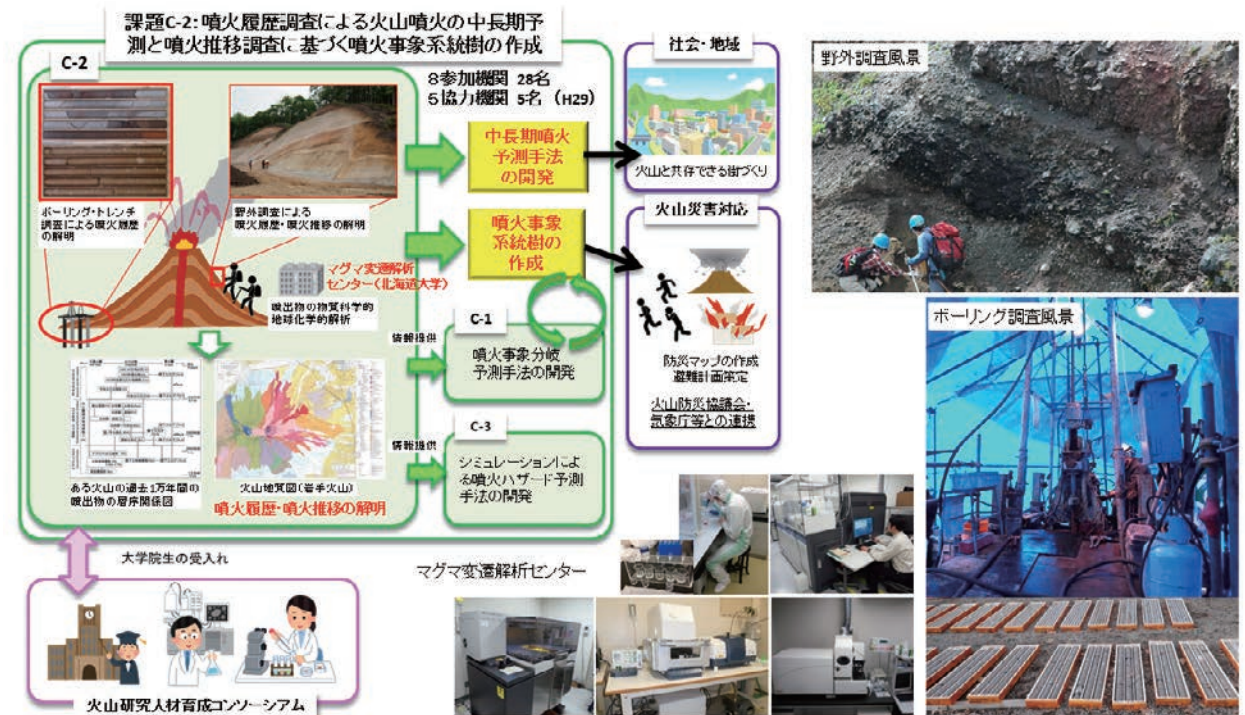 課題C-2:噴火履歴調査による火山噴火の中長期予
測と噴火推移調査に基づく噴火事象系統樹の作成
C-2
8参加機関 28名
5協力機関 5名 (H29)
ボーリング・トレンチ
調査による噴火履歴
の解明
野外調査による
噴火履歴・噴火推移の解明
マグマ変遷解析
センター(北海道大学)
噴出物の物質科学的
地球化学的解析
ある火山の過去1万年間の
噴出物の層序関係図
火山地質図(岩手火山)
噴火履歴・噴火推移の解明
中長期噴火
予測手法
の開発
噴火事象
系統樹の
作成
情報提供
C-1
噴火事象分岐
予測手法の開発
情報提供
C-3
シミュレーションによ
る噴火ハザード予測
手法の開発
社会・地域
火山と共存できる街づくり
火山災害対応
防災マップの作成
避難計画策定
火山防災協議会・
気象庁等との連携
大学院生の受入れ
火山研究人材育成コンソーシアム
マグマ変遷解析センター
野外調査風景
ボーリング調査風景